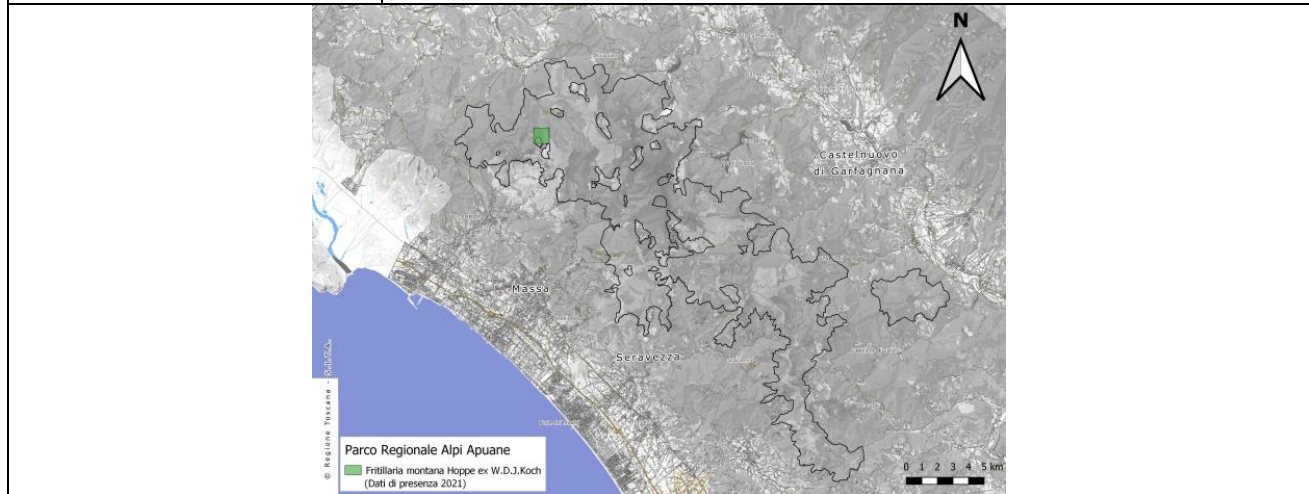 N
Castelnuovo
di Garfagnana
Massa
Seravezza
© Regione Toscana - S.I.T.A.
Parco Regionale Alpi Apuane
Fritillaria montana Hoppe ex W.D.J.Koch
(Dati di presenza 2021)
0 1 2 3 4 5 km